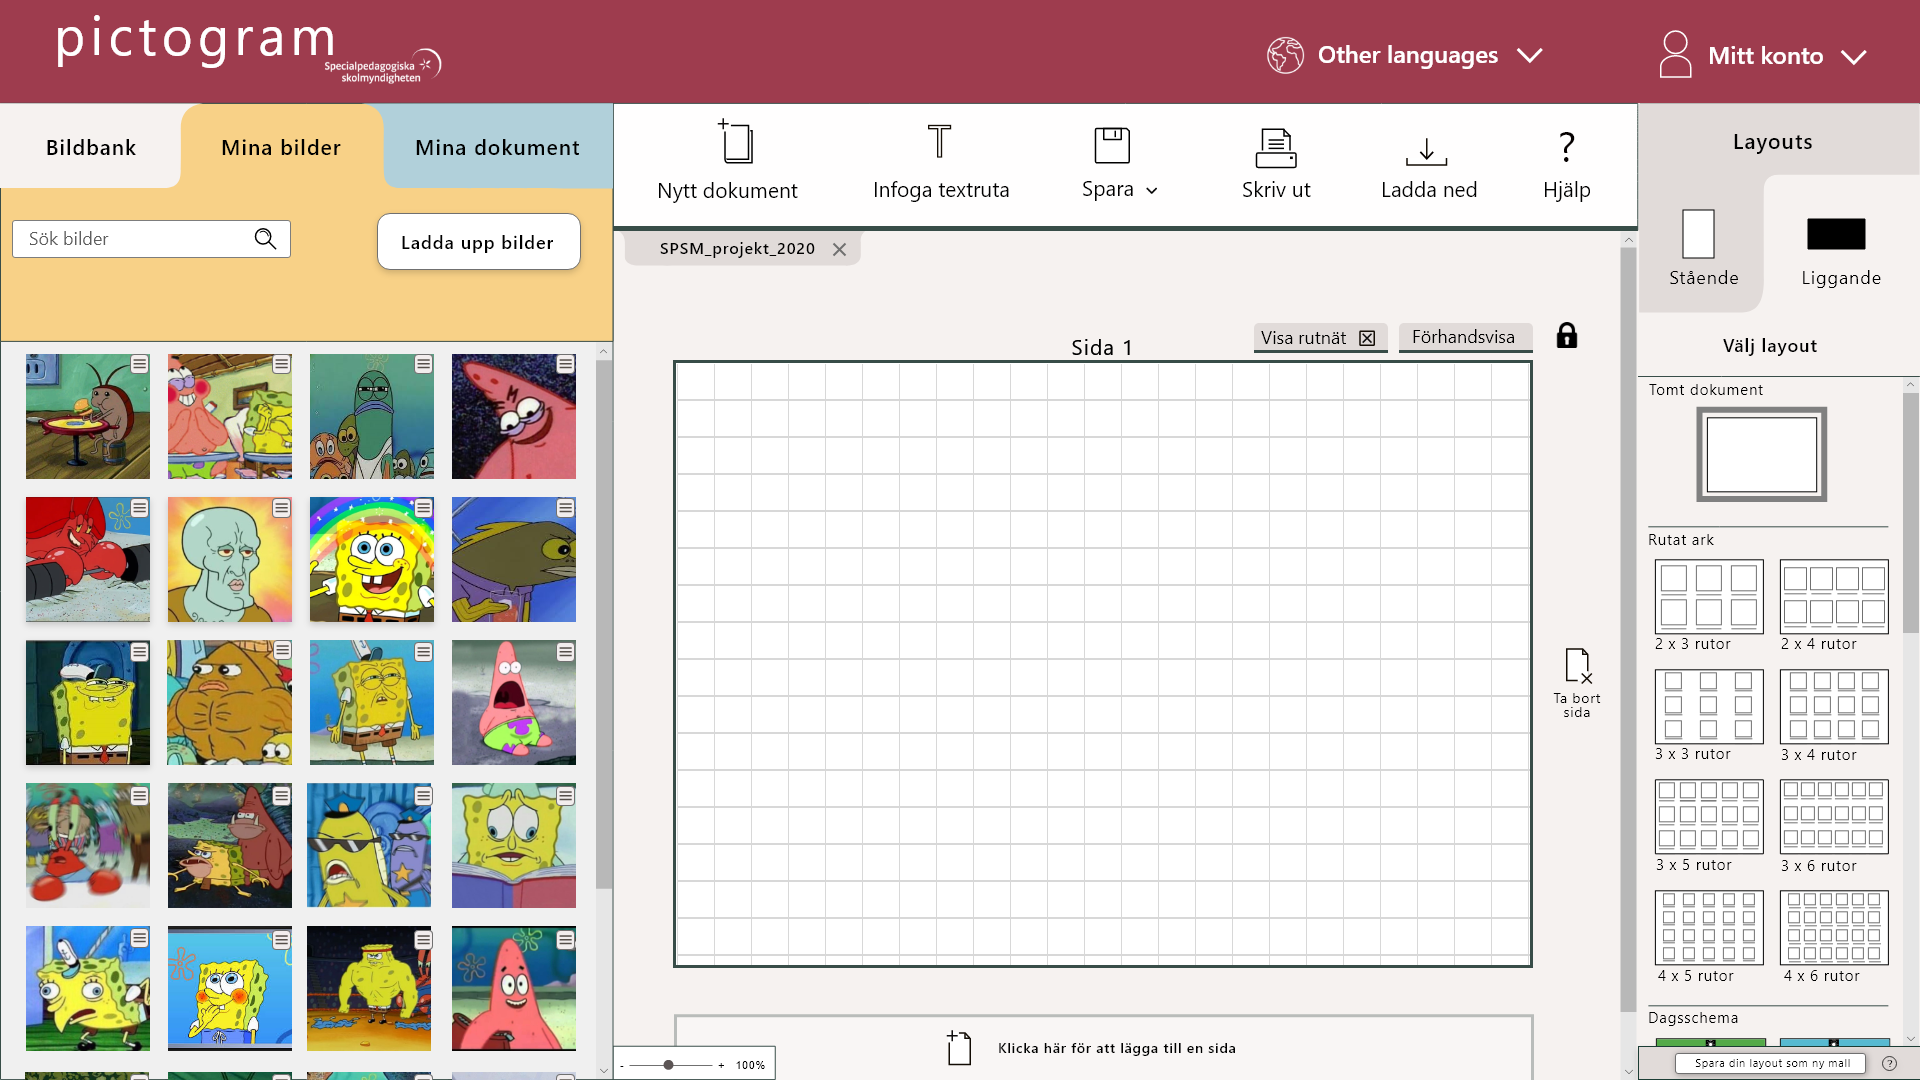 pictogram
Specialpedagogiska
skolmyndigheten
Other languages
Mitt konto
Bildbank
Mina bilder
Mina dokument
Sök bilder
Ladda upp bilder
Nytt dokument
Infoga textruta
Spara
Skriv ut
Ladda ned
?
Hjälp
SPSM_projekt_2020
Sida 1
Visa rutnät
Förhandsvisa
Ta bort
sida
Klicka här för att lägga till en sida
- + 100%
Layouts
Stående
Liggande
Välj layout
Tomt dokument
Rutat ark
2 x 3 rutor
2 x 4 rutor
3 x 3 rutor
3 x 4 rutor
3 x 5 rutor
3 x 6 rutor
4 x 5 rutor
4 x 6 rutor
Dagsschema
Spara din layout som ny mall
?